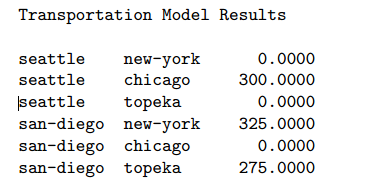 Transportation Model Results
seattle new-york 0.0000
seattle chicago 300.0000
seattle topeka 0.0000
san-diego new-york 325.0000
san-diego chicago 0.0000
san-diego topeka 275.0000